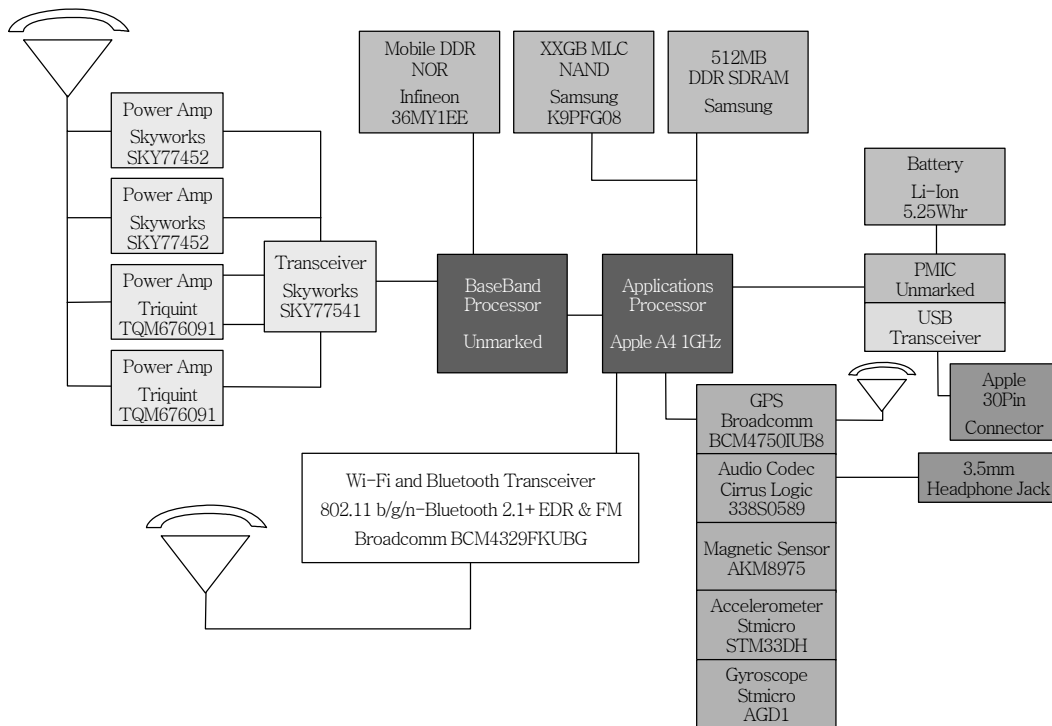 Mobile DDR
NOR
Infineon
36MY1EE
XXGB MLC
NAND
Samsung
K9PFG08
512MB
DDR SDRAM
Samsung
Power Amp
Skyworks
SKY77452
Power Amp
Skyworks
SKY77452
Power Amp
Triquint
TQM676091
Power Amp
Triquint
TQM676091
Transceiver
Skyworks
SKY77541
BaseBand
Processor
Unmarked
Applications
Processor
Apple A4 1GHz
Battery
Li-Ion
5.25Whr
PMIC
Unmarked
USB
Transceiver
Apple
30Pin
Connector
GPS
Broadcomm
BCM4750IUB8
Audio Codec
Cirrus Logic
338S0589
3.5mm
Headphone Jack
Magnetic Sensor
AKM8975
Accelerometer
Stmicro
STM33DH
Gyroscope
Stmicro
AGD1
Wi-Fi and Bluetooth Transceiver
802.11 b/g/n-Bluetooth 2.1+ EDR & FM
Broadcomm BCM4329FKUBG